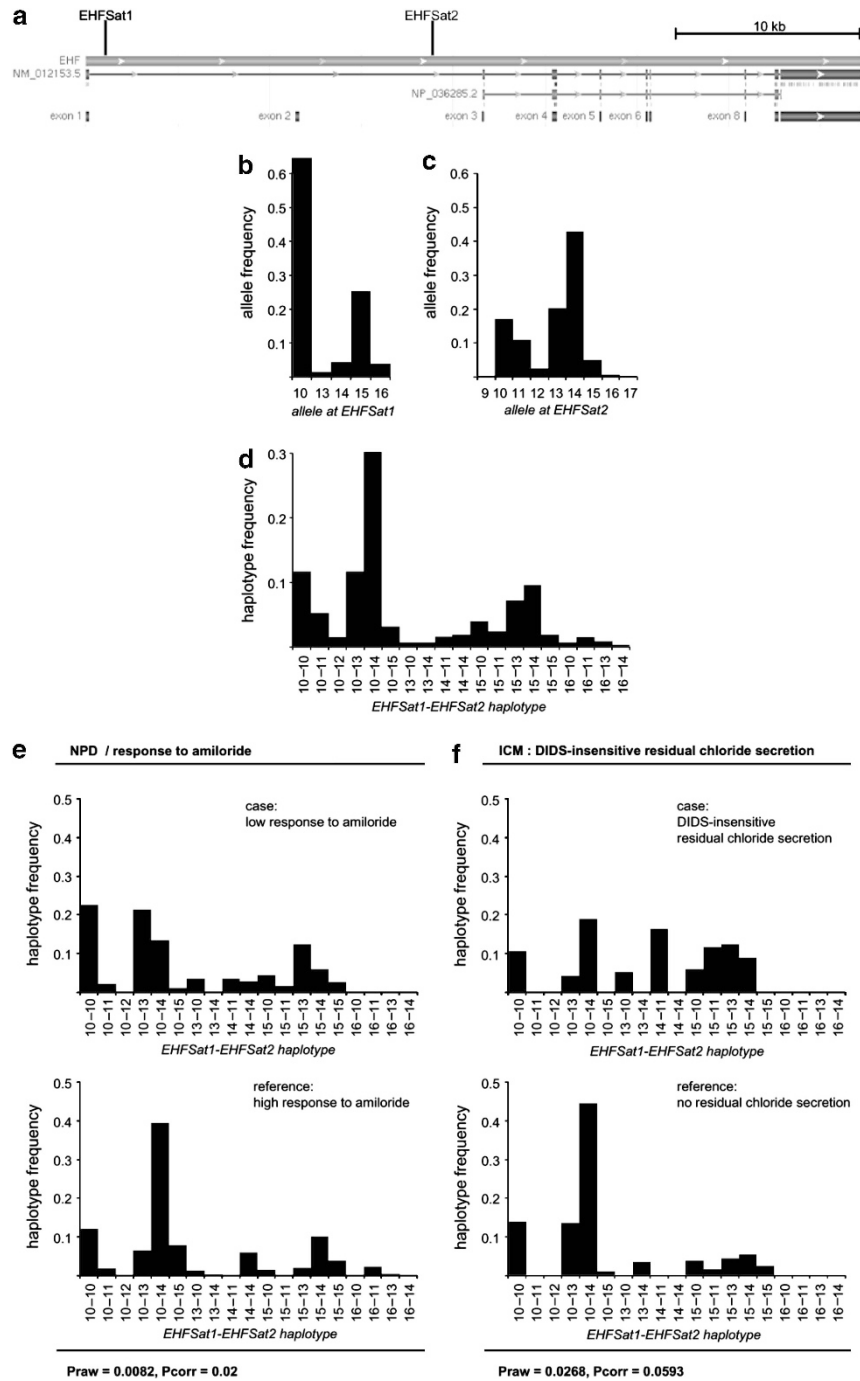 a
EHFSat1
EHFSat2
10 kb
EHF
NM_012153.5
NP_036285.2
exon 1
exon 2
exon 3
exon 4
exon 5
exon 6
exon 8
b
allele frequency
0.6
0.5
0.4
0.3
0.2
0.1
10 13 14 15 16
allele at EHFSat1
c
allele frequency
0.6
0.5
0.4
0.3
0.2
0.1
9 10 11 12 13 14 15 16 17
allele at EHFSat2
d
haplotype frequency
0.3
0.2
0.1
10−10
10−11
10−12
10−13
10−14
10−15
13−10
13−14
14−11
14−14
15−10
15−11
15−13
15−14
15−15
16−10
16−11
16−13
16−14
EHFSat1-EHFSat2 haplotype
e
NPD / response to amiloride
haplotype frequency
0.5
0.4
0.3
0.2
0.1
case:
low response to amiloride
10−10
10−11
10−12
10−13
10−14
10−15
13−10
13−14
14−11
14−14
15−10
15−11
15−13
15−14
15−15
16−10
16−11
16−13
16−14
EHFSat1-EHFSat2 haplotype
haplotype frequency
0.5
0.4
0.3
0.2
0.1
reference:
high response to amiloride
10−10
10−11
10−12
10−13
10−14
10−15
13−10
13−14
14−11
14−14
15−10
15−11
15−13
15−14
15−15
16−10
16−11
16−13
16−14
EHFSat1-EHFSat2 haplotype
Praw = 0.0082, Pcorr = 0.02
f
ICM : DIDS-insensitive residual chloride secretion
haplotype frequency
0.5
0.4
0.3
0.2
0.1
case:
DIDS-insensitive
residual chloride secretion
10−10
10−11
10−12
10−13
10−14
10−15
13−10
13−14
14−11
14−14
15−10
15−11
15−13
15−14
15−15
16−10
16−11
16−13
16−14
EHFSat1-EHFSat2 haplotype
haplotype frequency
0.5
0.4
0.3
0.2
0.1
reference:
no residual chloride secretion
10−10
10−11
10−12
10−13
10−14
10−15
13−10
13−14
14−11
14−14
15−10
15−11
15−13
15−14
15−15
16−10
16−11
16−13
16−14
EHFSat1-EHFSat2 haplotype
Praw = 0.0268, Pcorr = 0.0593